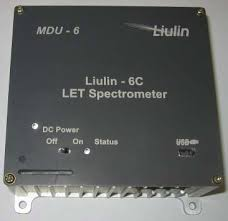 MDU - 6 Liulin
Liulin - 6C
LET Spectrometer
DC Power
Off On Status USB